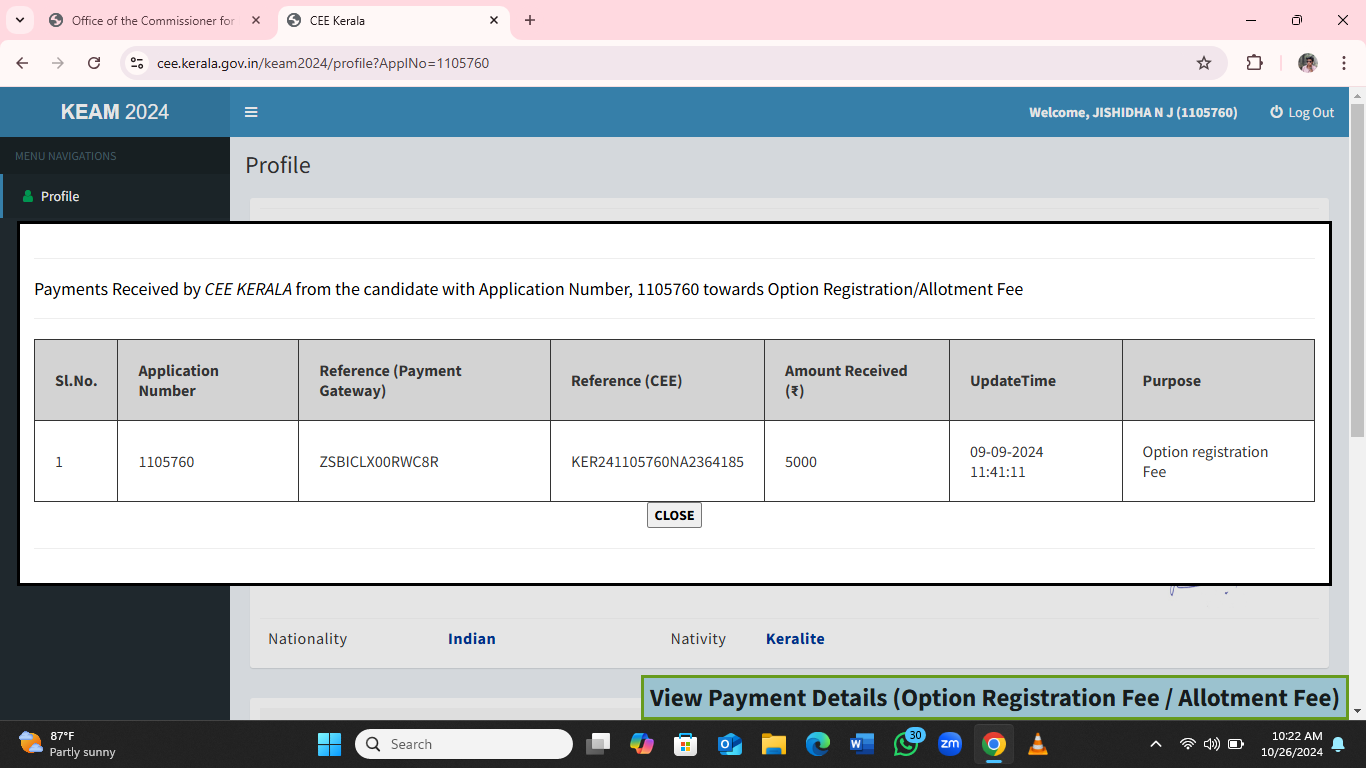 Office of the Commissioner for
CEE Kerala
cee.kerala.gov.in/keam2024/profile?ApplNo=1105760
KEAM 2024
Welcome, JISHIDHA N J (1105760)
Log Out
MENU NAVIGATIONS
Profile
Profile
Payments Received by CEE KERALA from the candidate with Application Number, 1105760 towards Option Registration/Allotment Fee
Sl.No.
Application
Number
Reference (Payment
Gateway)
Reference (CEE)
Amount Received
(₹)
UpdateTime
Purpose
1
1105760
ZSBICLX00RWC8R
KER241105760NA2364185
5000
09-09-2024
11:41:11
Option registration
Fee
CLOSE
Nationality
Indian
Nativity
Keralite
View Payment Details (Option Registration Fee / Allotment Fee)
87°F
Partly sunny
Search
30
zm
10:22 AM
10/26/2024